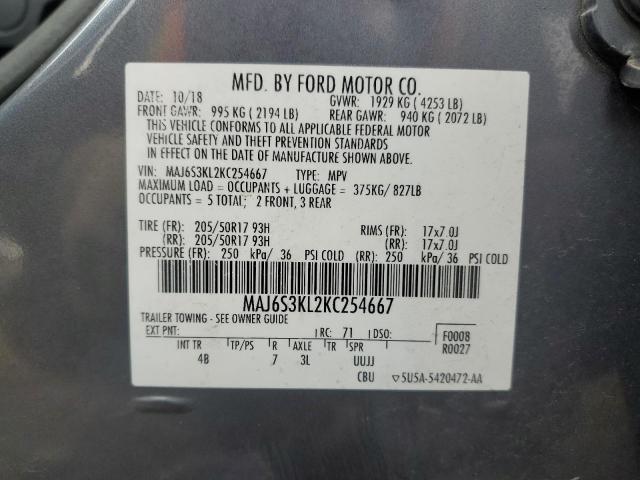 MFD. BY FORD MOTOR CO.
DATE: 10/18 GVWR: 1929 KG ( 4253 LB)
FRONT GAWR: 995 KG ( 2194 LB) REAR GAWR: 940 KG ( 2072 LB)
THIS VEHICLE CONFORMS TO ALL APPLICABLE FEDERAL MOTOR
VEHICLE SAFETY AND THEFT PREVENTION STANDARDS
IN EFFECT ON THE DATE OF MANUFACTURE SHOWN ABOVE.
VIN: MAJ6S3KL2KC254667 TYPE: MPV
MAXIMUM LOAD = OCCUPANTS + LUGGAGE = 375KG/ 827LB
OCCUPANTS = 5 TOTAL; 2 FRONT, 3 REAR
TIRE (FR): 205/50R17 93H RIMS (FR): 17x7.0J
(RR): 205/50R17 93H (RR): 17x7.0J
PRESSURE (FR): 250 kPa/ 36 PSI COLD (RR): 250 kPa/ 36 PSI COLD
MAJ6S3KL2KC254667
TRAILER TOWING - SEE OWNER GUIDE
EXT PNT: RC: 71 DSO: F0008
R0027
INT TR TP/PS R AXLE TR SPR
4B 7 3L UUJJ
CBU ▽5U5A-5420472-AA